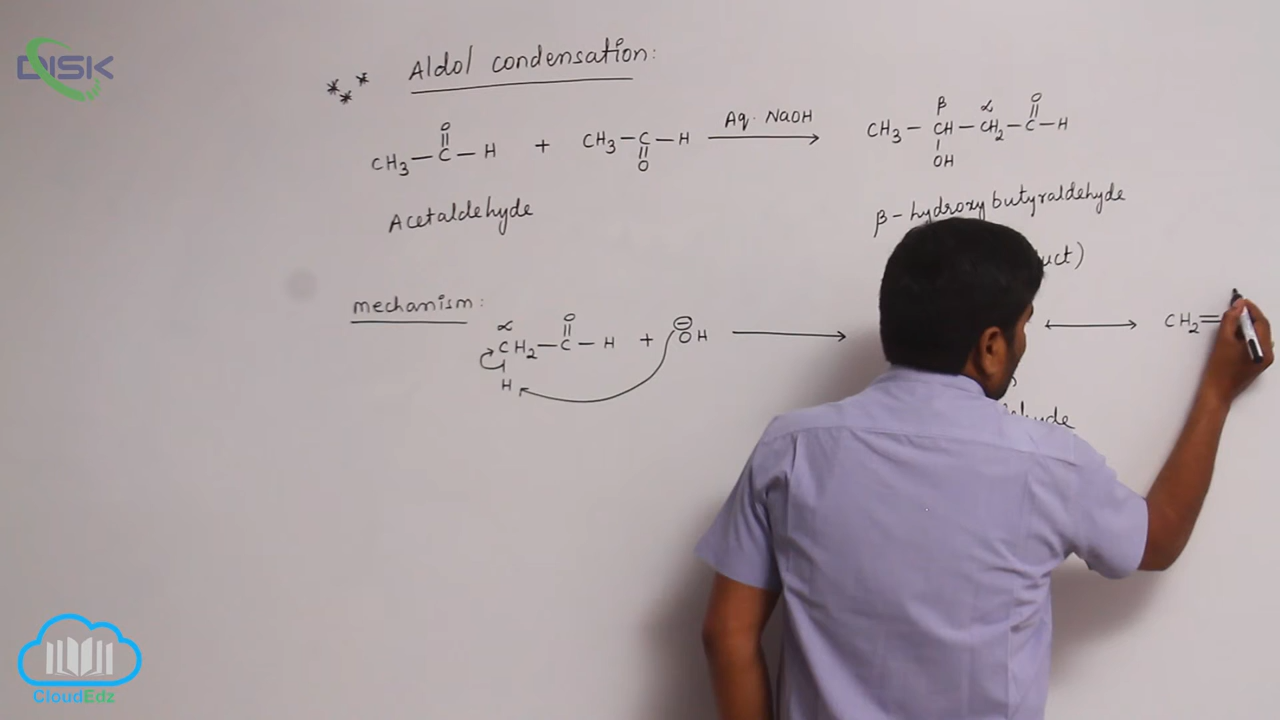 DISK
Aldol condensation:
O β α O
CH3 — C — H + CH3 — C — H Aq. NaOH CH3 — CH — CH2 — C — H
O OH
Acetaldehyde β - hydroxy butyraldehyde
mechanism:
α O ⊖
CH2 — C — H + OH CH2 =
H
CloudEdz